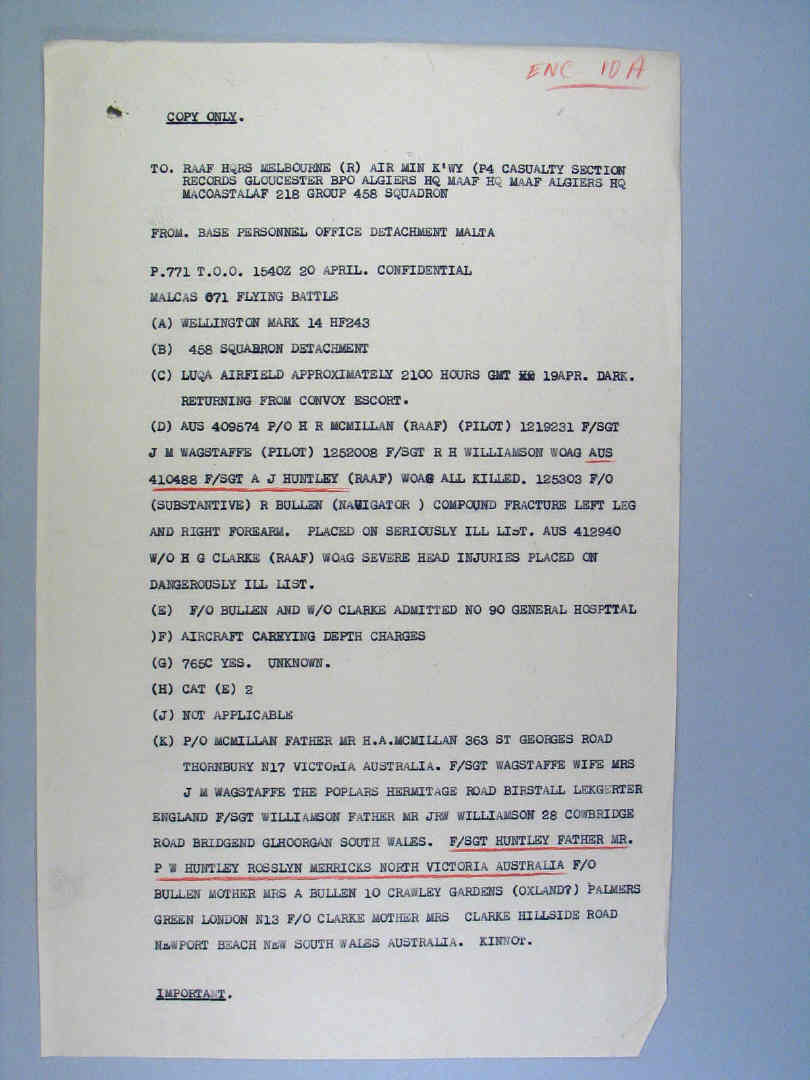 ENC 10A
COPY ONLY.
TO. RAAF HQRS MELBOURNE (R) AIR MIN K'WY (P4 CASUALTY SECTION
RECORDS GLOUCESTER BPO ALGIERS HQ MAAF HQ MAAF ALGIERS HQ
MACOASTALAF 218 GROUP 458 SQUADRON
FROM. BASE PERSONNEL OFFICE DETACHMENT MALTA
P.771 T.O.O. 1540Z 20 APRIL. CONFIDENTIAL
MALCAS 671 FLYING BATTLE
(A) WELLINGTON MARK 14 HF243
(B) 458 SQUABRON DETACHMENT
(C) LUQA AIRFIELD APPROXIMATELY 2100 HOURS GMT 19APR. DARK.
RETURNING FROM CONVOY ESCORT.
(D) AUS 409574 P/O H R MCMILLAN (RAAF) (PILOT) 1219231 F/SGT
J M WAGSTAFFE (PILOT) 1252008 F/SGT R H WILLIAMSON WOAG AUS
410488 F/SGT A J HUNTLEY (RAAF) WOAG ALL KILLED. 125303 F/O
(SUBSTANTIVE) R BULLEN (NAVIGATOR ) COMPOUND FRACTURE LEFT LEG
AND RIGHT FOREARM. PLACED ON SERIOUSLY ILL LIST. AUS 412940
W/O H G CLARKE (RAAF) WOAG SEVERE HEAD INJURIES PLACED ON
DANGEROUSLY ILL LIST.
(E) F/O BULLEN AND W/O CLARKE ADMITTED NO 90 GENERAL HOSPTTAL
)F) AIRCRAFT CARRYING DEPTH CHARGES
(G) 765C YES. UNKNOWN.
(H) CAT (E) 2
(J) NOT APPLICABLE
(K) P/O MCMILLAN FATHER MR H.A.MCMILLAN 363 ST GEORGES ROAD
THORNBURY N17 VICTORIA AUSTRALIA. F/SGT WAGSTAFFE WIFE MRS
J M WAGSTAFFE THE POPLARS HERMITAGE ROAD BIRSTALL LEKGERTER
ENGLAND F/SGT WILLIAMSON FATHER MR JRW WILLIAMSON 28 COWBRIDGE
ROAD BRIDGEND GLHOORGAN SOUTH WALES. F/SGT HUNTLEY FATHER MR.
P W HUNTLEY ROSSLYN MERRICKS NORTH VICTORIA AUSTRALIA F/O
BULLEN MOTHER MRS A BULLEN 10 CRAWLEY GARDENS (OXLAND?) PALMERS
GREEN LONDON N13 F/O CLARKE MOTHER MRS CLARKE HILLSIDE ROAD
NEWPORT BEACH NEW SOUTH WALES AUSTRALIA. KINNOT.
IMPORTANT.